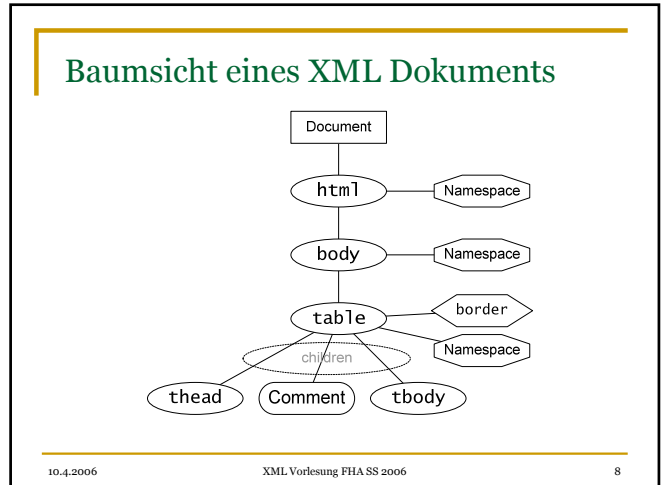 Baumsicht eines XML Dokuments
Document
html
Namespace
body
Namespace
table
border
Namespace
children
thead
Comment
tbody
10.4.2006
XML Vorlesung FHA SS 2006
8